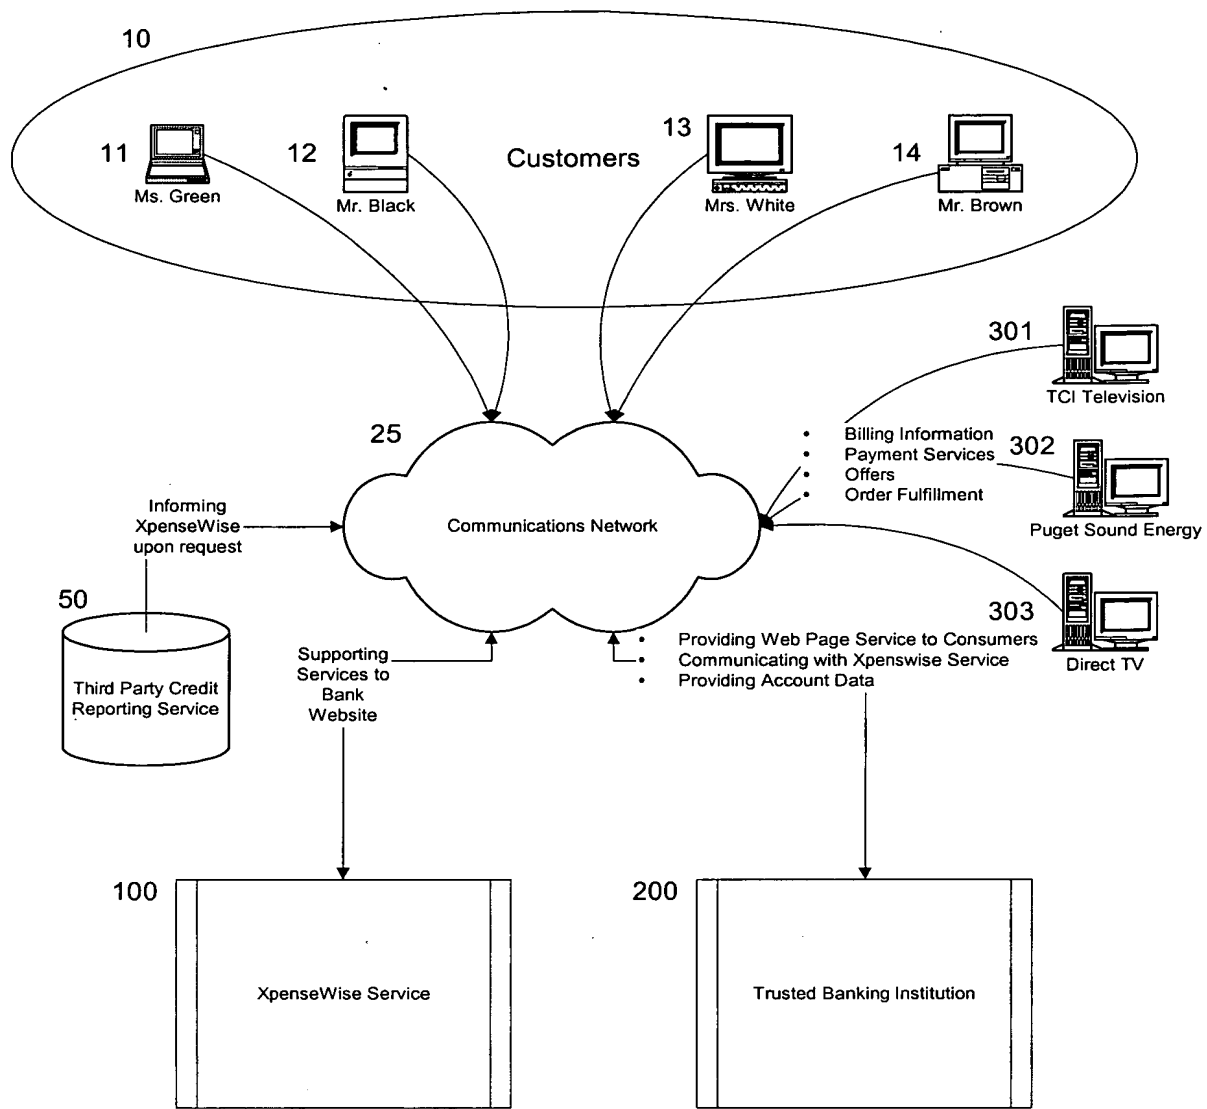 10
11
Ms. Green
12
Mr. Black
Customers
13
Mrs. White
14
Mr. Brown
301
TCI Television
25
• Billing Information
• Payment Services
• Offers
• Order Fulfillment
302
Puget Sound Energy
Informing
XpenseWise
upon request
Communications Network
50
Third Party Credit
Reporting Service
303
Direct TV
Supporting
Services to
Bank
Website
• Providing Web Page Service to Consumers
• Communicating with Xpenswise Service
• Providing Account Data
100
XpenseWise Service
200
Trusted Banking Institution